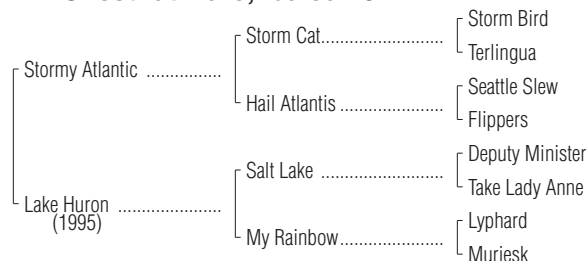 Storm Bird
Storm Cat
Terlingua
Stormy Atlantic
Seattle Slew
Hail Atlantis
Flippers
Deputy Minister
Salt Lake
Take Lady Anne
Lake Huron
(1995)
Lyphard
My Rainbow
Murjesk